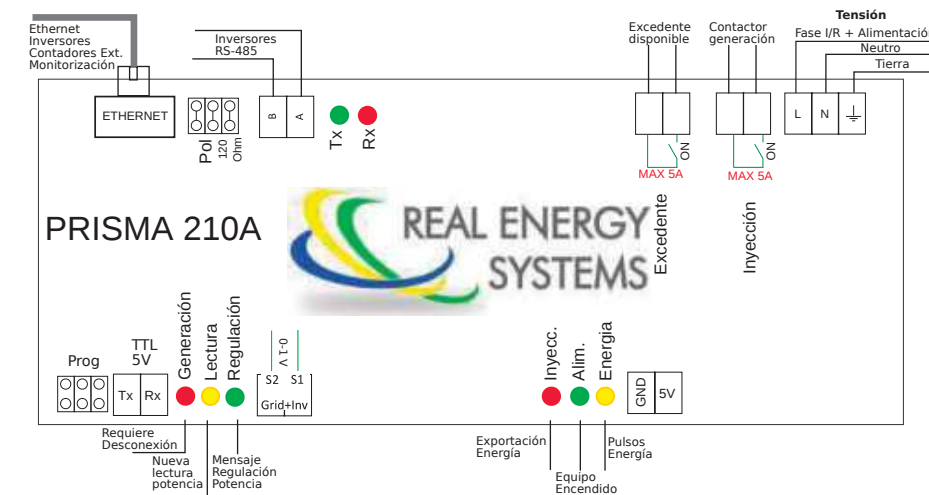 Ethernet
Inversores
Contadores Ext.
Monitorización
Inversores
RS-485
Excedente
disponible
Contactor
generación
Tensión
Fase I/R + Alimentación
Neutro
Tierra
ETHERNET
Pol
120
Ohm
B
A
Tx
Rx
ON
MAX 5A
Excedente
ON
MAX 5A
Inyección
L
N
PRISMA 210A
REAL ENERGY
SYSTEMS
Prog
TTL
5V
Tx
Rx
Generación
Lectura
Regulación
0-1 V
S2
S1
Grid+Inv
Inyecc.
Alim.
Energia
GND
5V
Requiere
Desconexión
Nueva
lectura
potencia
Mensaje
Regulación
Potencia
Exportación
Energía
Equipo
Encendido
Pulsos
Energía